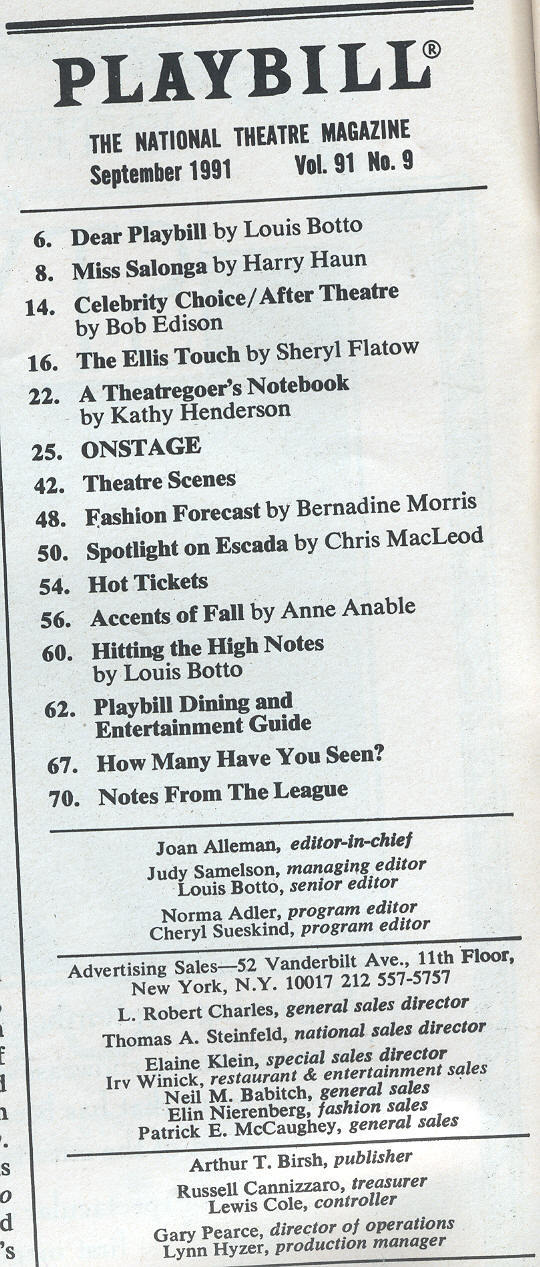 PLAYBILL®
THE NATIONAL THEATRE MAGAZINE
September 1991 Vol. 91 No. 9
6. Dear Playbill by Louis Botto
8. Miss Salonga by Harry Haun
14. Celebrity Choice/After Theatre
by Bob Edison
16. The Ellis Touch by Sheryl Flatow
22. A Theatregoer's Notebook
by Kathy Henderson
25. ONSTAGE
42. Theatre Scenes
48. Fashion Forecast by Bernadine Morris
50. Spotlight on Escada by Chris MacLeod
54. Hot Tickets
56. Accents of Fall by Anne Anable
60. Hitting the High Notes
by Louis Botto
62. Playbill Dining and
Entertainment Guide
67. How Many Have You Seen?
70. Notes From The League
Joan Alleman, editor-in-chief
Judy Samelson, managing editor
Louis Botto, senior editor
Norma Adler, program editor
Cheryl Sueskind, program editor
Advertising Sales—52 Vanderbilt Ave., 11th Floor,
New York, N.Y. 10017 212 557-5757
L. Robert Charles, general sales director
Thomas A. Steinfeld, national sales director
Elaine Klein, special sales director
Irv Winick, restaurant & entertainment sales
Neil M. Babitch, general sales
Elin Nierenberg, fashion sales
Patrick E. McCaughey, general sales
Arthur T. Birsh, publisher
Russell Cannizzaro, treasurer
Lewis Cole, controller
Gary Pearce, director of operations
Lynn Hyzer, production manager